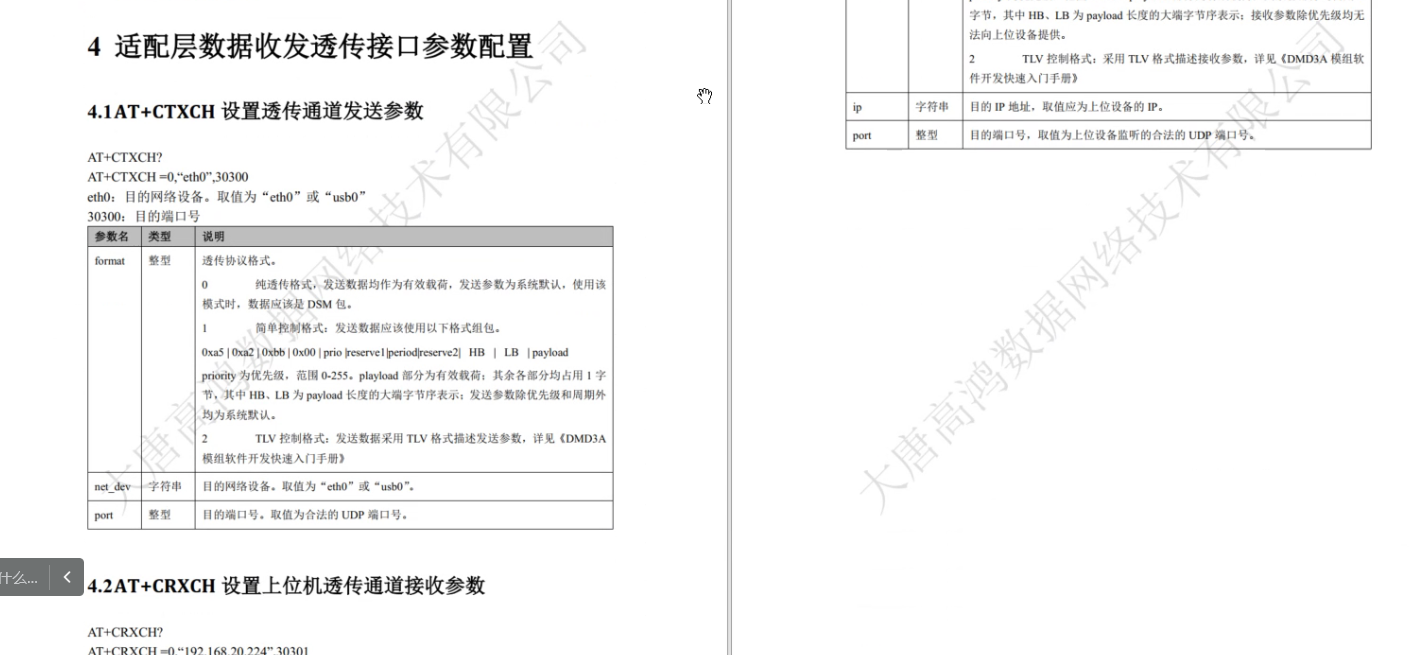 4 适配层数据收发透传接口参数配置
4.1AT+CTXCH 设置透传通道发送参数
AT+CTXCH?
AT+CTXCH =0,“eth0”,30300
eth0：目的网络设备。取值为“eth0”或“usb0”
30300：目的端口号
参数名 类型 说明
format 整型 透传协议格式。
0 纯透传格式，发送数据均作为有效载荷，发送参数为系统默认，使用该
模式时，数据应该是 DSM 包。
1 简单控制格式：发送数据应该使用以下格式组包。
0xa5 | 0xa2 | 0xbb | 0x00 | prio |reserve1|period|reserve2| HB | LB | payload
priority 为优先级，范围 0-255。playload 部分为有效载荷；其余各部分均占用 1 字
节，其中 HB、LB 为 payload 长度的大端字节序表示；发送参数除优先级和周期外
均为系统默认。
2 TLV 控制格式：发送数据采用 TLV 格式描述发送参数，详见《DMD3A
模组软件开发快速入门手册》
net_dev 字符串 目的网络设备。取值为“eth0”或“usb0”。
port 整型 目的端口号。取值为合法的 UDP 端口号。
什么...
4.2AT+CRXCH 设置上位机透传通道接收参数
AT+CRXCH?
AT+CRXCH =0,“192.168.20.224”,30301
大唐高鸿数据网络技术有限公司
字节，其中 HB、LB 为 payload 长度的大端字节序表示；接收参数除优先级均无
法向上位设备提供。
2 TLV 控制格式：采用 TLV 格式描述接收参数，详见《DMD3A 模组软
件开发快速入门手册》
ip 字符串 目的 IP 地址，取值应为上位设备的 IP。
port 整型 目的端口号，取值为上位设备监听的合法的 UDP 端口号。
大唐高鸿数据网络技术有限公司